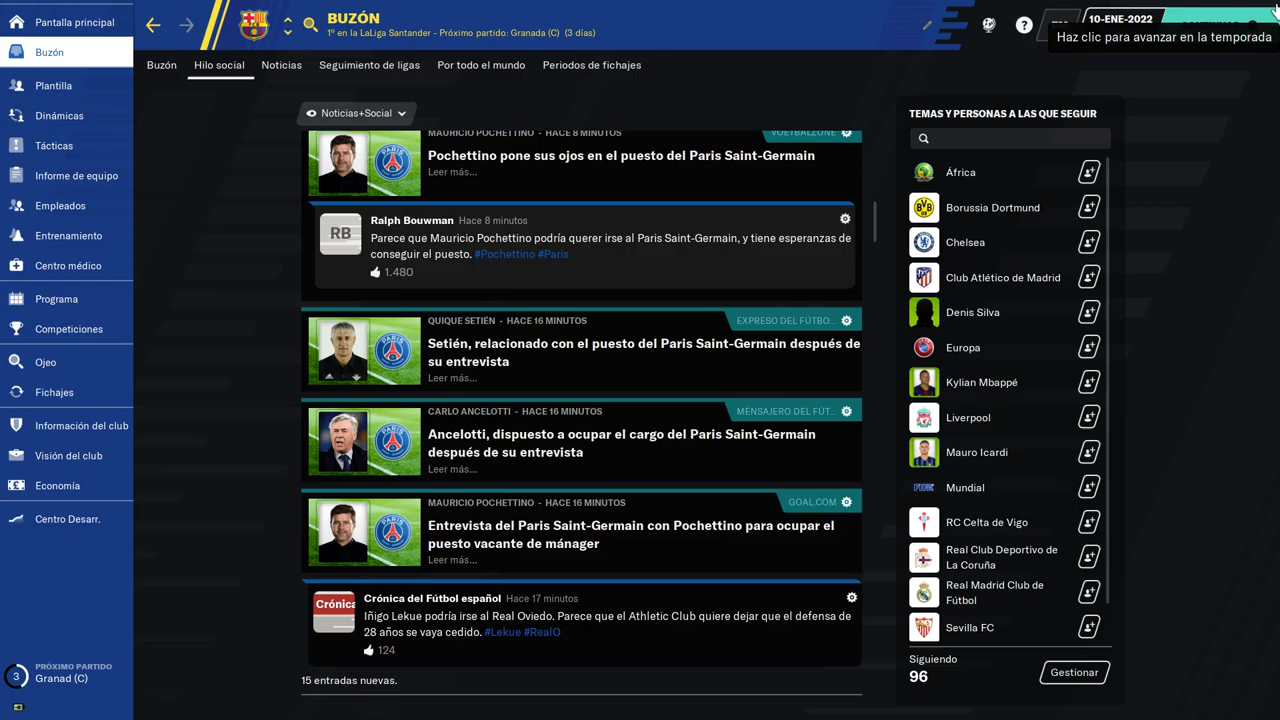 Pantalla principal
Buzón
Plantilla
Dinámicas
Tácticas
Informe de equipo
Empleados
Entrenamiento
Centro médico
Programa
Competiciones
Ojeo
Fichajes
Información del club
Visión del club
Economía
Centro Desarr.
3
PRÓXIMO PARTIDO
Granad (C)
BUZÓN
1º en la LaLiga Santander - Próximo partido: Granada (C) (3 días)
10-ENE-2022
Haz clic para avanzar en la temporada
Buzón
Hilo social
Noticias
Seguimiento de ligas
Por todo el mundo
Periodos de fichajes
Noticias+Social
MAURICIO POCHETTINO - HACE 8 MINUTOS
VOETBALZONE
Pochettino pone sus ojos en el puesto del Paris Saint-Germain
Leer más...
RB
Ralph Bouwman Hace 8 minutos
Parece que Mauricio Pochettino podría querer irse al Paris Saint-Germain, y tiene esperanzas de
conseguir el puesto. #Pochettino #Paris
1.480
QUIQUE SETIÉN - HACE 16 MINUTOS
EXPRESO DEL FÚTBO...
Setién, relacionado con el puesto del Paris Saint-Germain después de
su entrevista
Leer más...
CARLO ANCELOTTI - HACE 16 MINUTOS
MENSAJERO DEL FÚT...
Ancelotti, dispuesto a ocupar el cargo del Paris Saint-Germain
después de su entrevista
Leer más...
MAURICIO POCHETTINO - HACE 16 MINUTOS
GOAL.COM
Entrevista del Paris Saint-Germain con Pochettino para ocupar el
puesto vacante de mánager
Leer más...
Crónica
Crónica del Fútbol español Hace 17 minutos
Iñigo Lekue podría irse al Real Oviedo. Parece que el Athletic Club quiere dejar que el defensa de
28 años se vaya cedido. #Lekue #RealO
124
15 entradas nuevas.
TEMAS Y PERSONAS A LAS QUE SEGUIR
África
Borussia Dortmund
Chelsea
Club Atlético de Madrid
Denis Silva
Europa
Kylian Mbappé
Liverpool
Mauro Icardi
FIFA
Mundial
RC Celta de Vigo
Real Club Deportivo de
La Coruña
Real Madrid Club de
Fútbol
Sevilla FC
Siguiendo
96
Gestionar